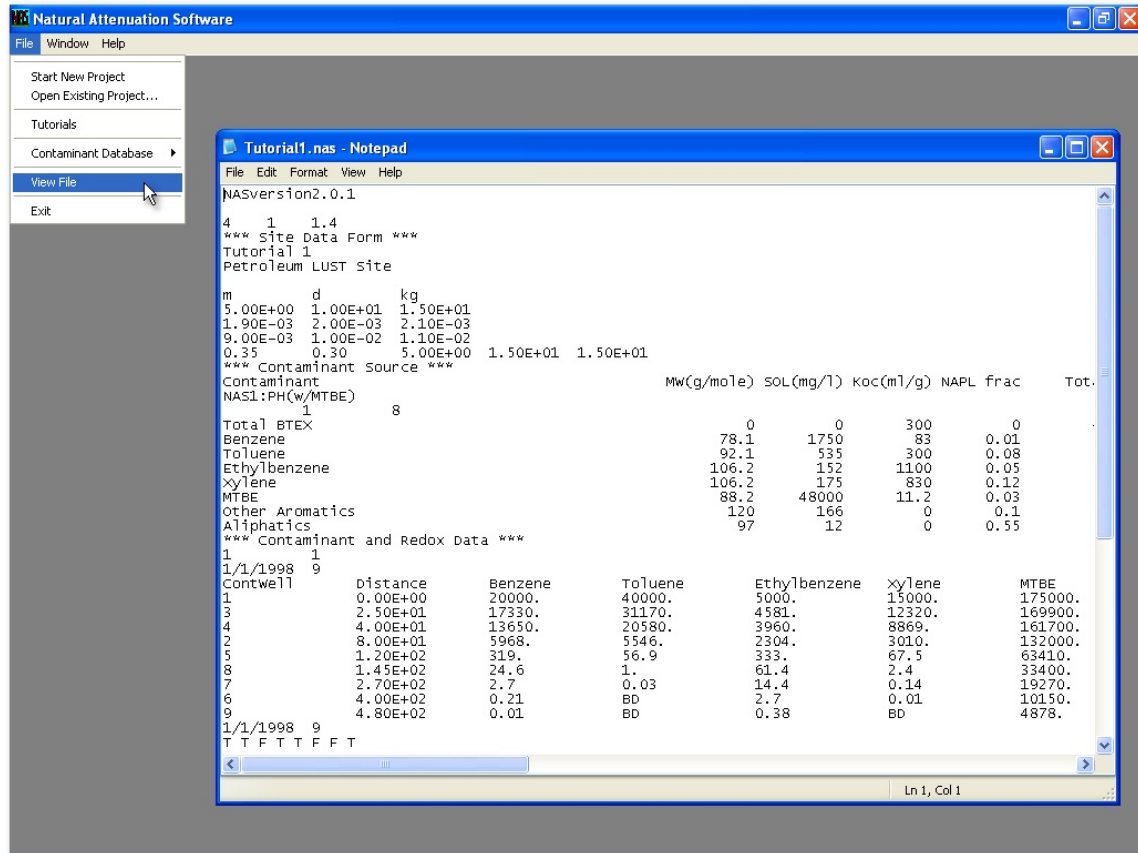 NAS Natural Attenuation Software
File Window Help
Start New Project
Open Existing Project...
Tutorials
Contaminant Database
View File
Exit
Tutorial1.nas - Notepad
File Edit Format View Help
NASversion2.0.1
4 1 1.4
*** Site Data Form ***
Tutorial 1
Petroleum LUST Site
m d kg
5.00E+00 1.00E+01 1.50E+01
1.90E-03 2.00E-03 2.10E-03
9.00E-03 1.00E-02 1.10E-02
0.35 0.30 5.00E+00 1.50E+01 1.50E+01
*** Contaminant Source ***
Contaminant MW(g/mole) SOL(mg/l) Koc(ml/g) NAPL frac Tot.
NAS1:PH(w/MTBE)
1 8
Total BTEX 0 0 300 0
Benzene 78.1 1750 83 0.01
Toluene 92.1 535 300 0.08
Ethylbenzene 106.2 152 1100 0.05
Xylene 106.2 175 830 0.12
MTBE 88.2 48000 11.2 0.03
Other Aromatics 120 166 0 0.1
Aliphatics 97 12 0 0.55
*** Contaminant and Redox Data ***
1 1
1/1/1998 9
ContWell Distance Benzene Toluene Ethylbenzene Xylene MTBE
1 0.00E+00 20000. 40000. 5000. 15000. 175000.
3 2.50E+01 17330. 31170. 4581. 12320. 169900.
4 4.00E+01 13650. 20580. 3960. 8869. 161700.
2 8.00E+01 5968. 5546. 2304. 3010. 132000.
5 1.20E+02 319. 56.9 333. 67.5 63410.
8 1.45E+02 24.6 1. 61.4 2.4 33400.
7 2.70E+02 2.7 0.03 14.4 0.14 19270.
6 4.00E+02 0.21 BD 2.7 0.01 10150.
9 4.80E+02 0.01 BD 0.38 BD 4878.
1/1/1998 9
T T F T T F F T
Ln 1, Col 1